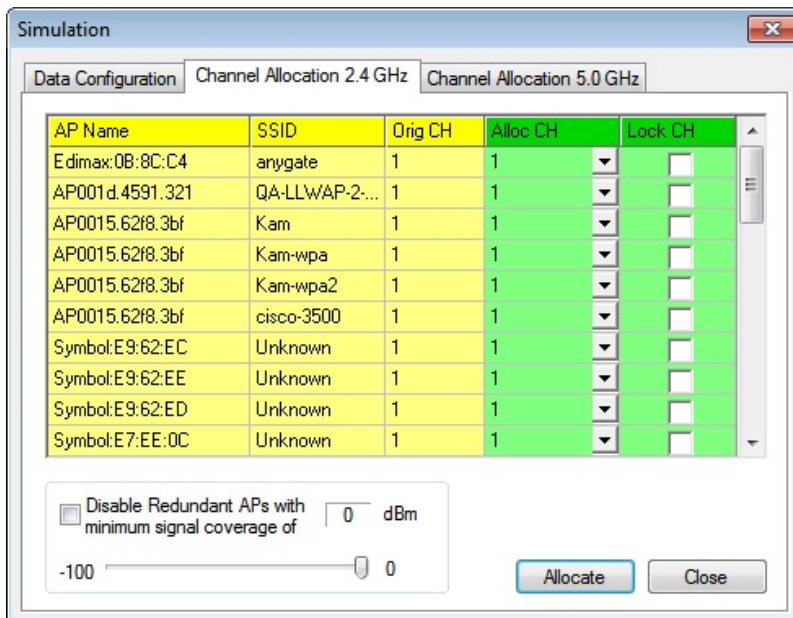 Simulation
Data Configuration Channel Allocation 2.4 GHz Channel Allocation 5.0 GHz
AP Name SSID Orig CH Alloc CH Lock CH
Edimax:0B:8C:C4 anygate 1 1
AP001d.4591.321 QA-LLWAP-2-... 1 1
AP0015.62f8.3bf Kam 1 1
AP0015.62f8.3bf Kam-wpa 1 1
AP0015.62f8.3bf Kam-wpa2 1 1
AP0015.62f8.3bf cisco-3500 1 1
Symbol:E9:62:EC Unknown 1 1
Symbol:E9:62:EE Unknown 1 1
Symbol:E9:62:ED Unknown 1 1
Symbol:E7:EE:0C Unknown 1 1
Disable Redundant APs with
minimum signal coverage of 0 dBm
-100 0
Allocate Close